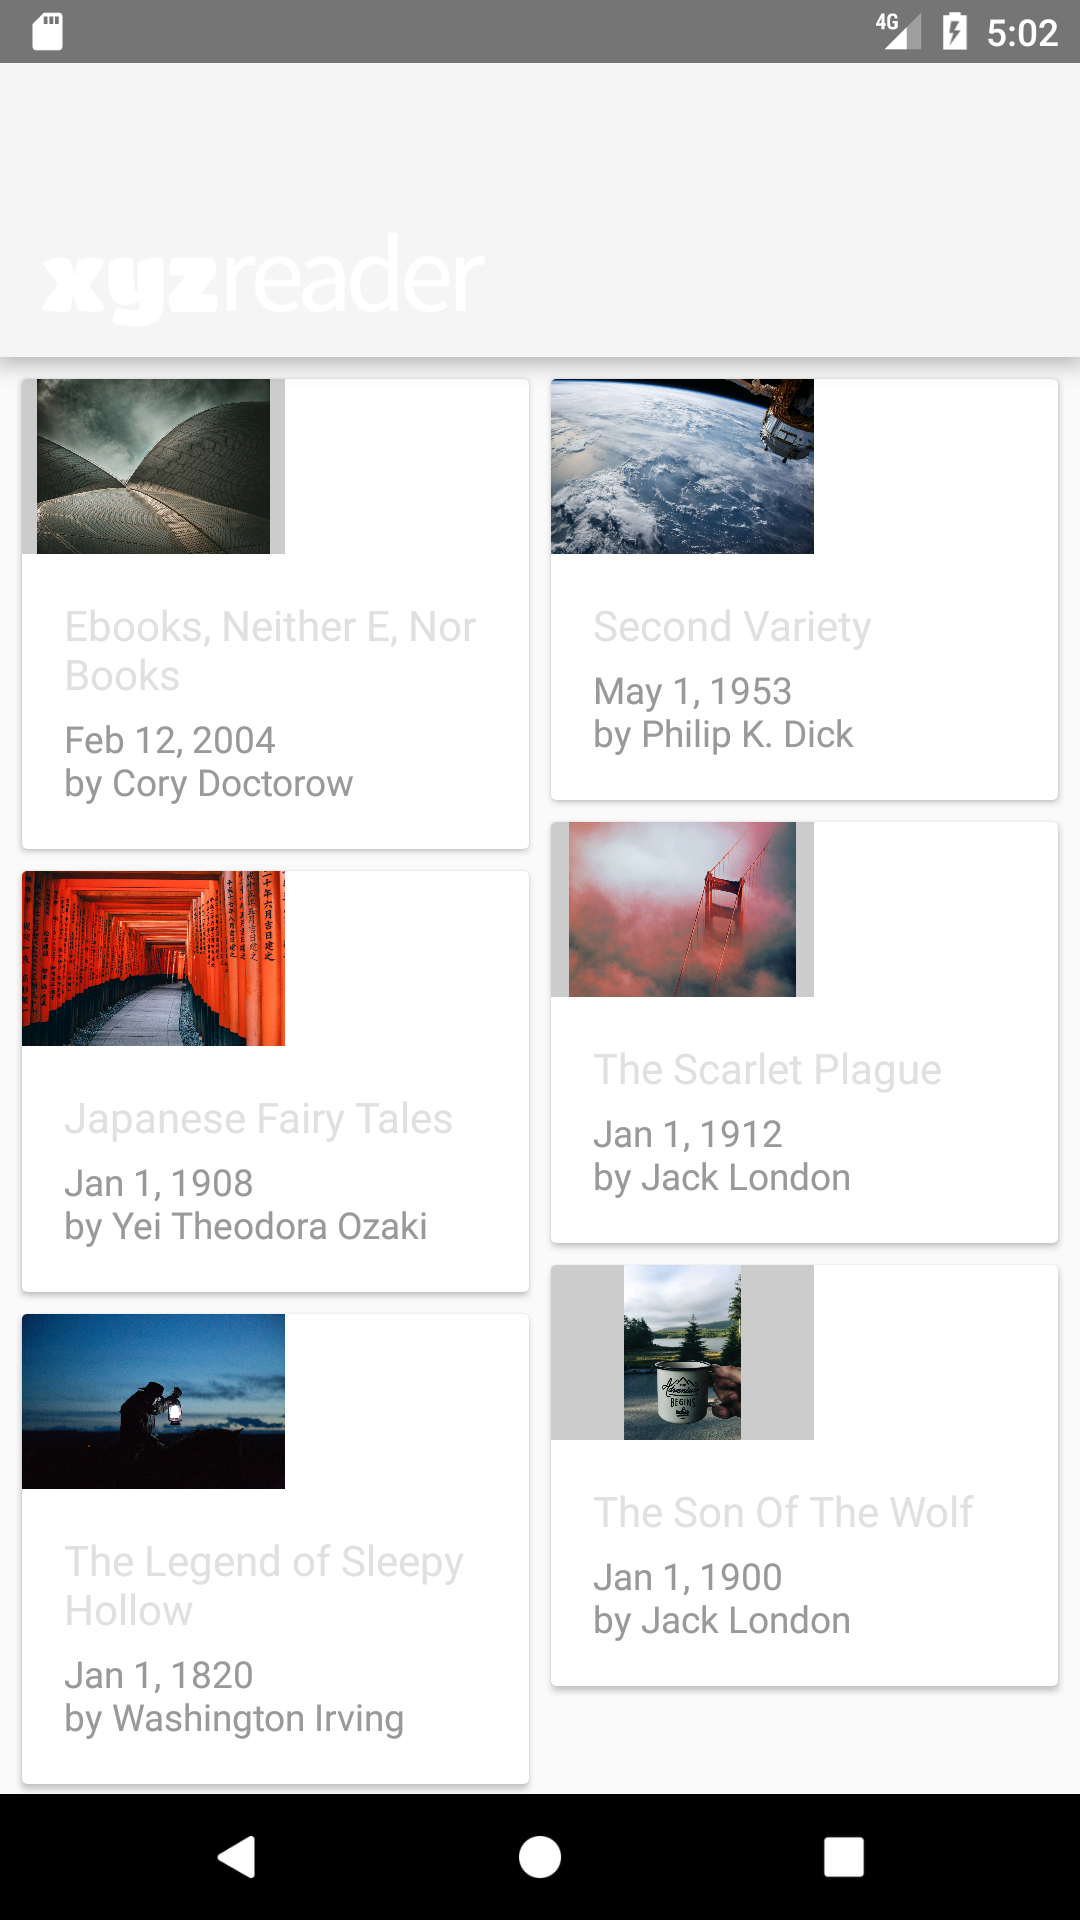 4G 5:02
xyzreader
Ebooks, Neither E, Nor
Books
Feb 12, 2004
by Cory Doctorow
Second Variety
May 1, 1953
by Philip K. Dick
Japanese Fairy Tales
Jan 1, 1908
by Yei Theodora Ozaki
The Scarlet Plague
Jan 1, 1912
by Jack London
The Legend of Sleepy
Hollow
Jan 1, 1820
by Washington Irving
Adventure
BEGINS
The Son Of The Wolf
Jan 1, 1900
by Jack London